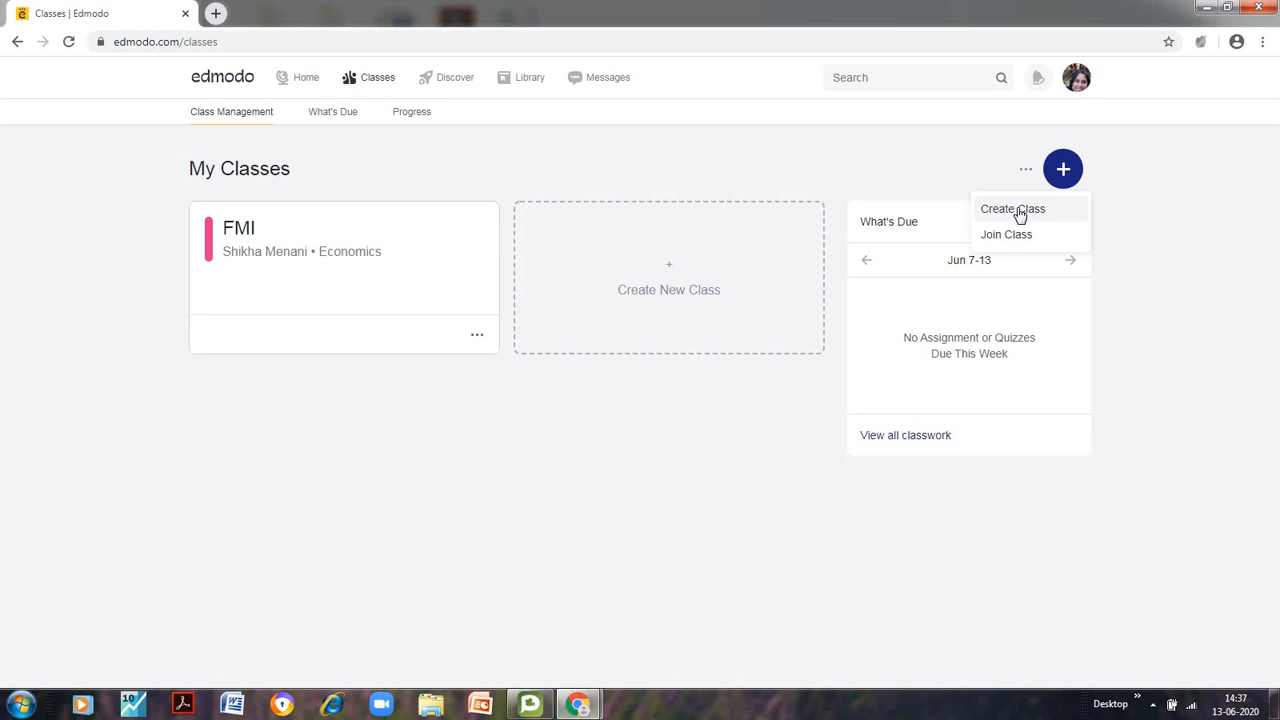 Classes | Edmodo
edmodo.com/classes
edmodo
Home
Classes
Discover
Library
Messages
Search
Class Management
What's Due
Progress
My Classes
Create Class
Join Class
FMI
Shikha Menani • Economics
+
Create New Class
What's Due
Jun 7-13
No Assignment or Quizzes
Due This Week
View all classwork
Desktop
14:37
13-06-2020